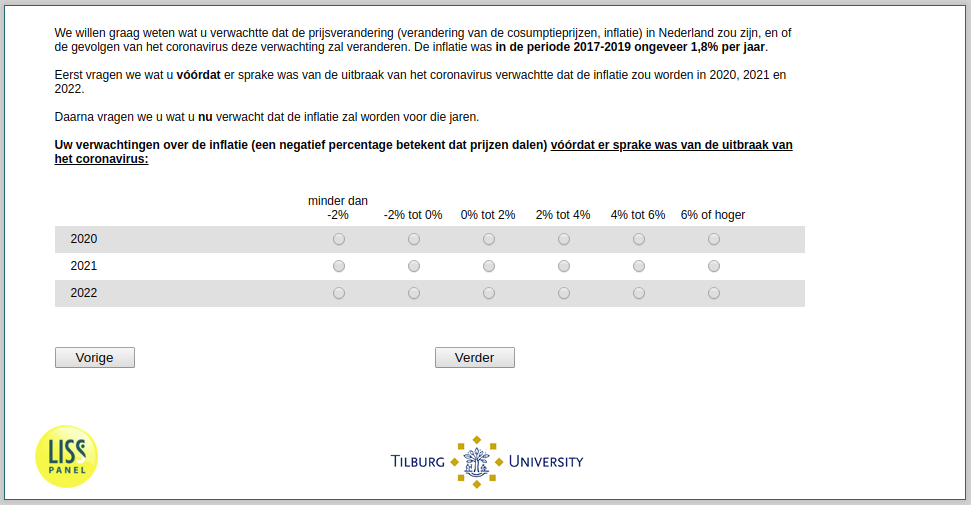 We willen graag weten wat u verwachtte dat de prijsverandering (verandering van de cosumptieprijzen, inflatie) in Nederland zou zijn, en of
de gevolgen van het coronavirus deze verwachting zal veranderen. De inflatie was in de periode 2017-2019 ongeveer 1,8% per jaar.
Eerst vragen we wat u vóórdat er sprake was van de uitbraak van het coronavirus verwachtte dat de inflatie zou worden in 2020, 2021 en
2022.
Daarna vragen we u wat u nu verwacht dat de inflatie zal worden voor die jaren.
Uw verwachtingen over de inflatie (een negatief percentage betekent dat prijzen dalen) vóórdat er sprake was van de uitbraak van
het coronavirus:
minder dan
-2% -2% tot 0% 0% tot 2% 2% tot 4% 4% tot 6% 6% of hoger
2020
2021
2022
Vorige Verder
LISS
PANEL
TILBURG UNIVERSITY